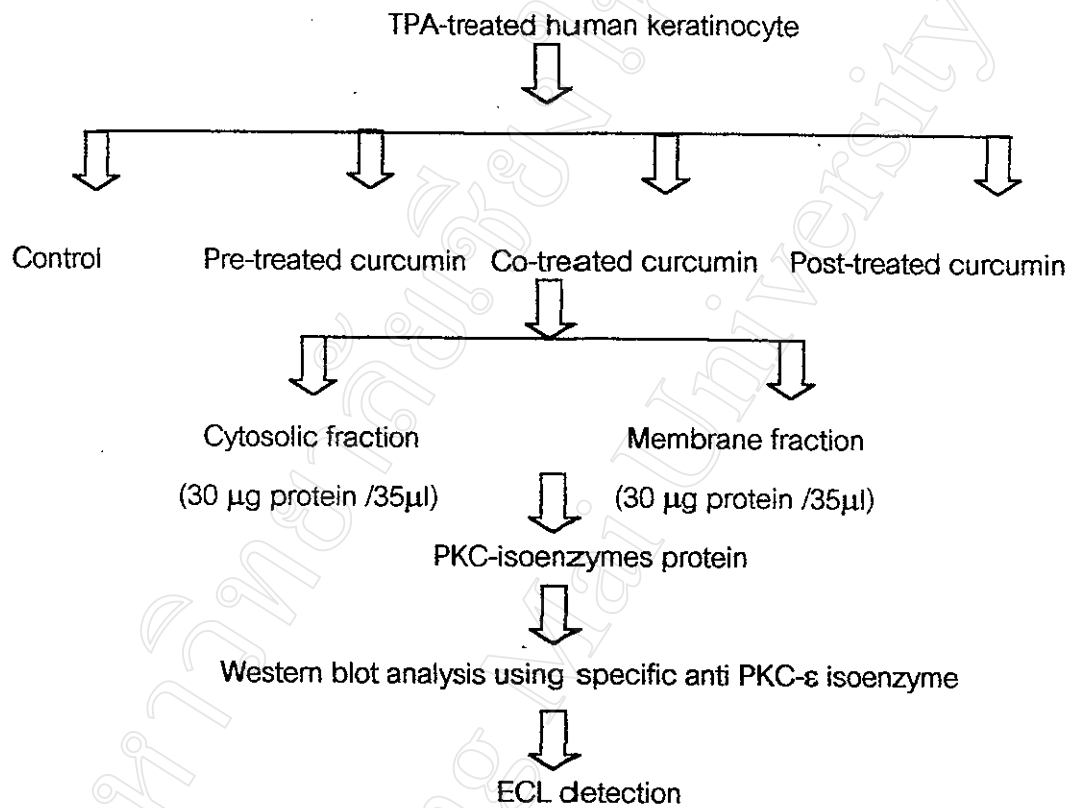 TPA-treated human keratinocyte
Control Pre-treated curcumin Co-treated curcumin Post-treated curcumin
Cytosolic fraction Membrane fraction
(30 µg protein /35µl) (30 µg protein /35µl)
PKC-isoenzymes protein
Western blot analysis using specific anti PKC-ε isoenzyme
ECL detection
Mai University